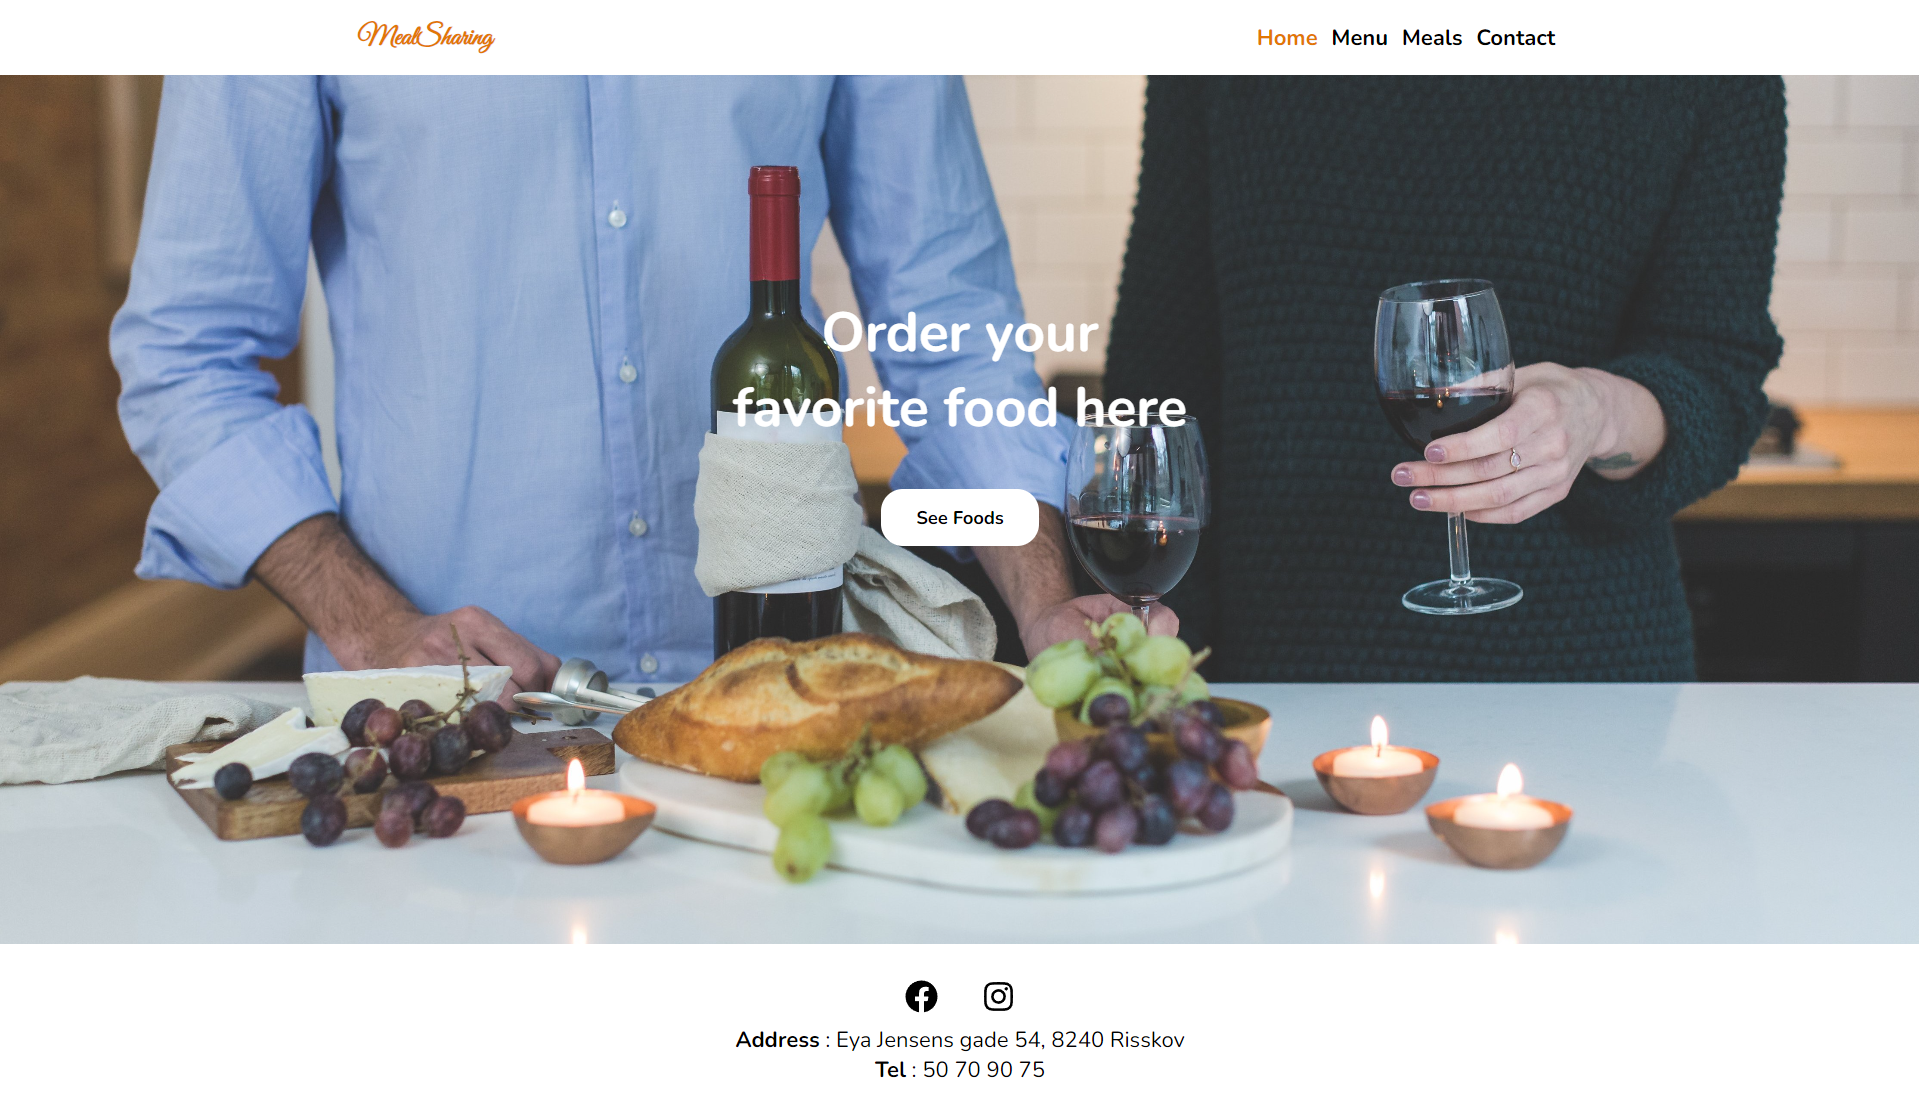 MealSharing
Home Menu Meals Contact
Order your
favorite food here
See Foods
Address : Eya Jensens gade 54, 8240 Risskov
Tel : 50 70 90 75